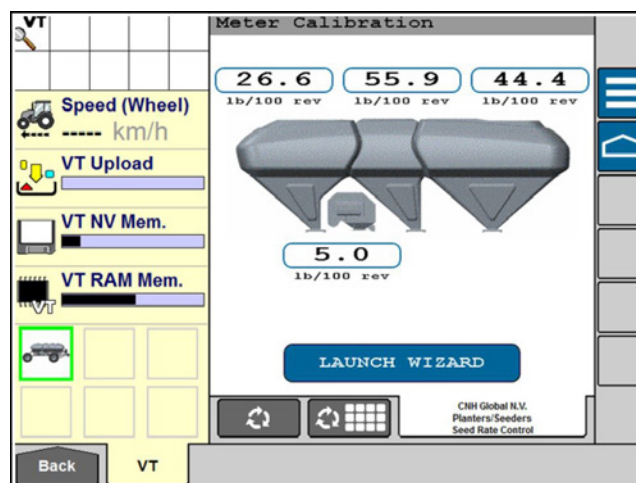 VT
Meter Calibration
26.6
55.9
44.4
lb/100 rev
lb/100 rev
lb/100 rev
Speed (Wheel)
----- km/h
VT Upload
VT NV Mem.
VT RAM Mem.
VT
5.0
lb/100 rev
LAUNCH WIZARD
CNH Global N.V.
Planters/Seeders
Seed Rate Control
Back
VT